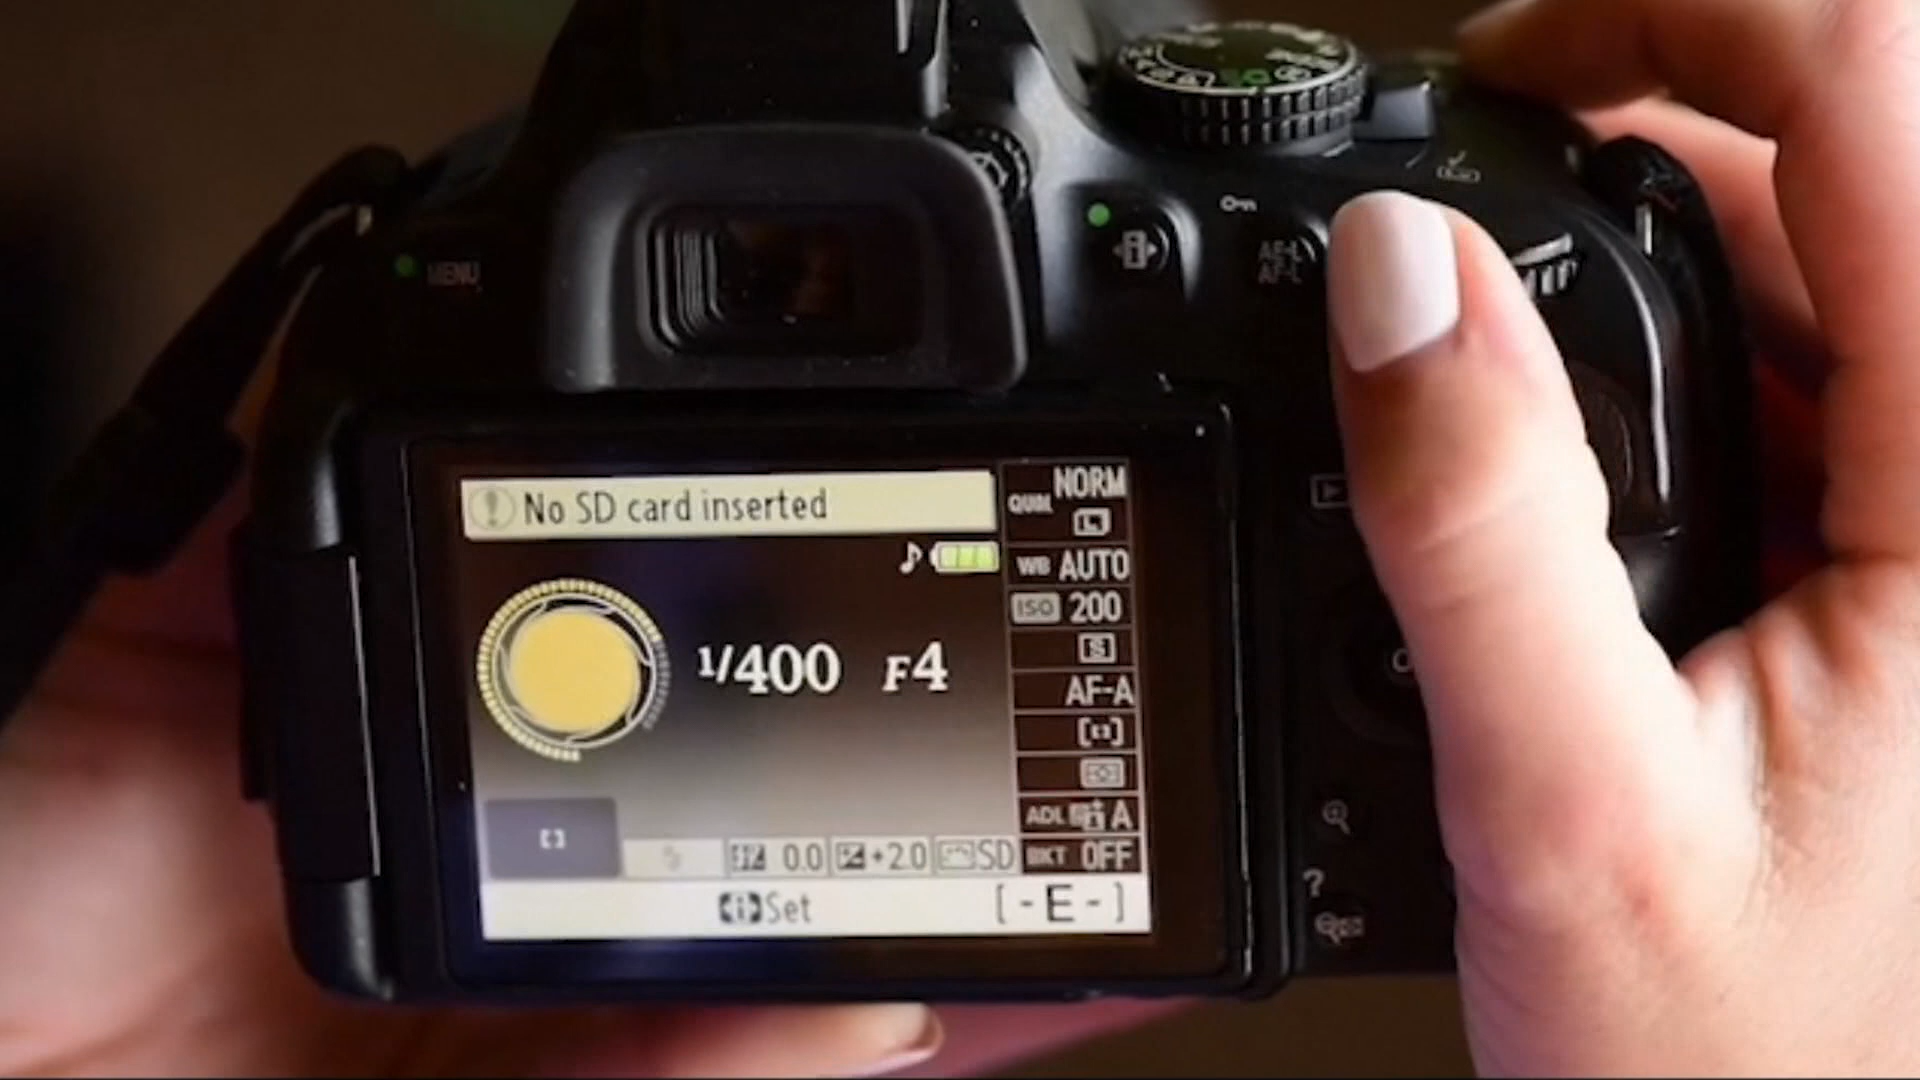 MENU
AE-L
AF-L
No SD card inserted
QUAL NORM
L
WB AUTO
ISO 200
S
AF-A
1/400 F4
ADL A
0.0 +2.0 SD BKT OFF
i Set [-E-]
?